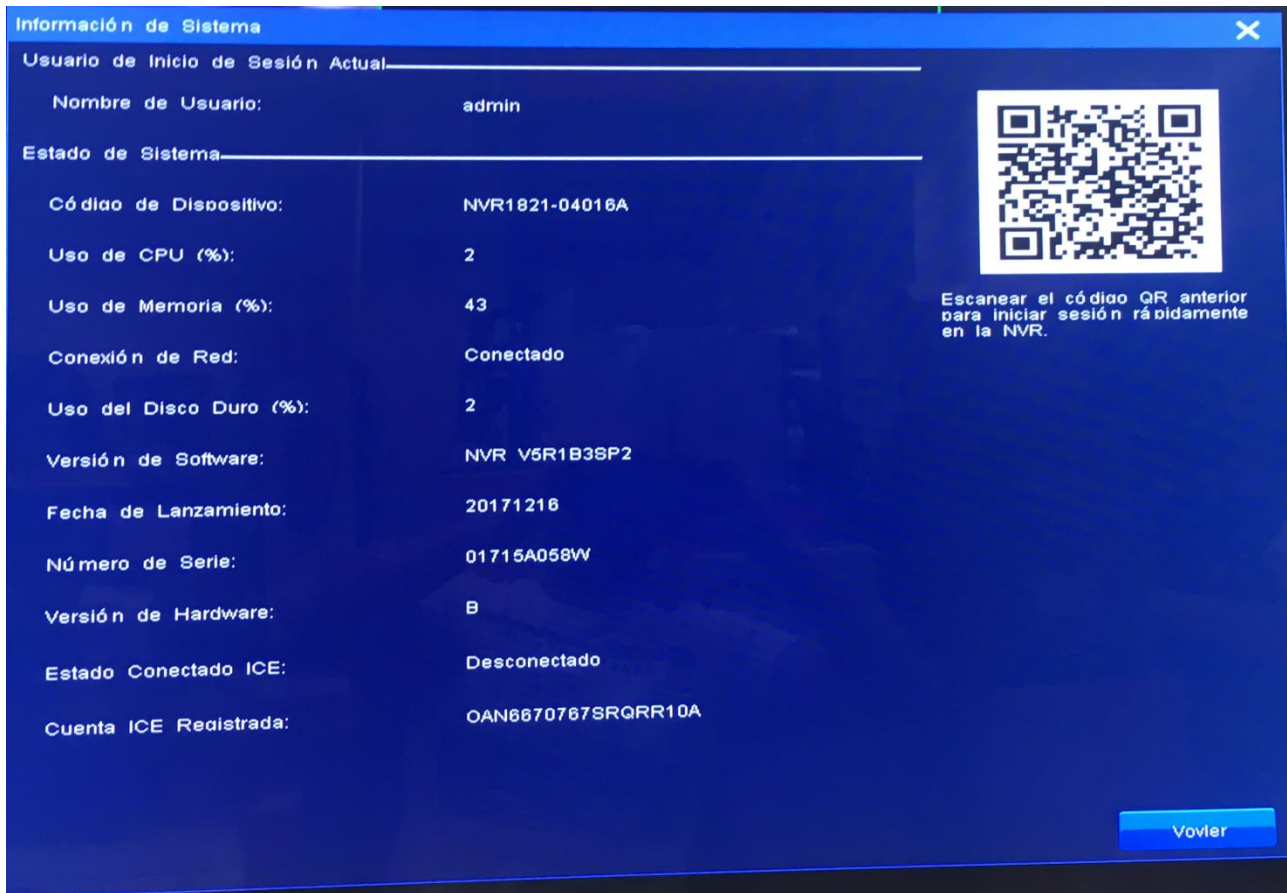 Información de Sistema
Usuario de Inicio de Sesión Actual
Nombre de Usuario: admin
Estado de Sistema
Código de Dispositivo: NVR1821-04016A
Uso de CPU (%): 2
Uso de Memoria (%): 43
Conexión de Red: Conectado
Uso del Disco Duro (%): 2
Versión de Software: NVR V5R1B3SP2
Fecha de Lanzamiento: 20171216
Número de Serie: 01715A058W
Versión de Hardware: B
Estado Conectado ICE: Desconectado
Cuenta ICE Registrada: OAN6670767SRQRR10A
Escanear el código QR anterior
para iniciar sesión rápidamente
en la NVR.
Vovler